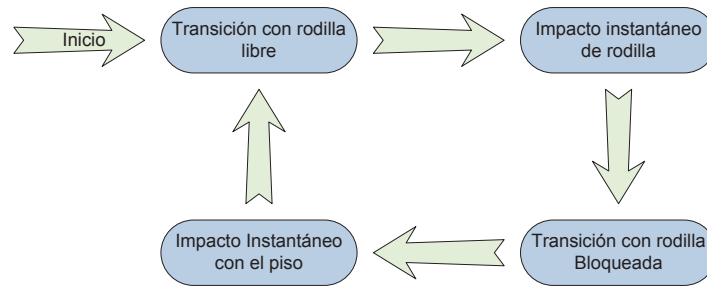 Inicio
Transición con rodilla
libre
Impacto instantáneo
de rodilla
Impacto Instantáneo
con el piso
Transición con rodilla
Bloqueada